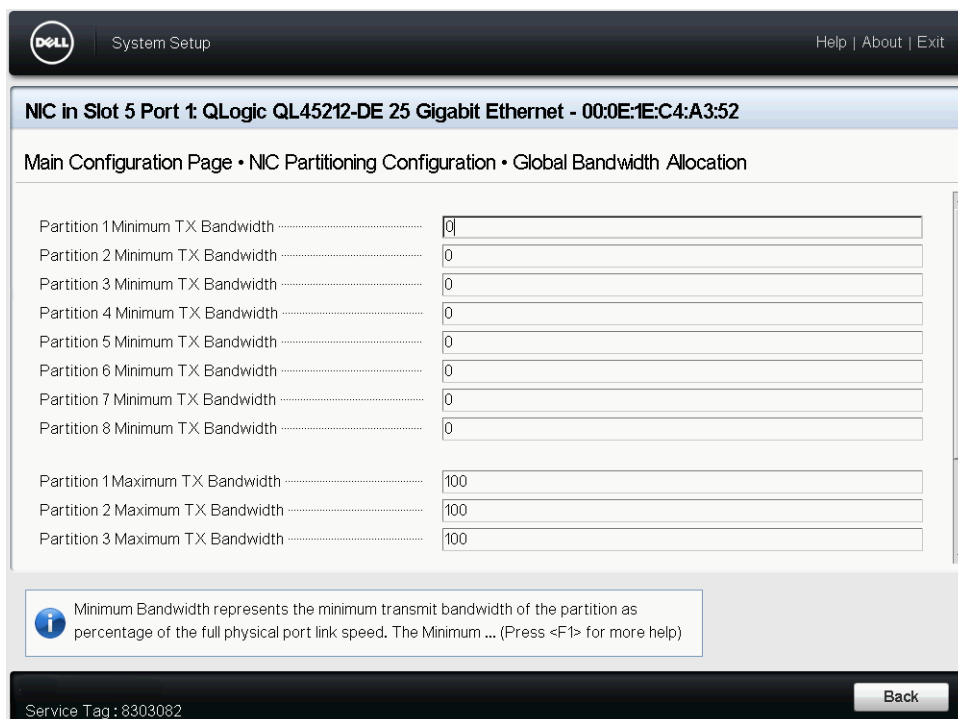 DELL
System Setup
Help | About | Exit
NIC in Slot 5 Port 1: QLogic QL45212-DE 25 Gigabit Ethernet - 00:0E:1E:C4:A3:52
Main Configuration Page • NIC Partitioning Configuration • Global Bandwidth Allocation
Partition 1 Minimum TX Bandwidth 0
Partition 2 Minimum TX Bandwidth 0
Partition 3 Minimum TX Bandwidth 0
Partition 4 Minimum TX Bandwidth 0
Partition 5 Minimum TX Bandwidth 0
Partition 6 Minimum TX Bandwidth 0
Partition 7 Minimum TX Bandwidth 0
Partition 8 Minimum TX Bandwidth 0
Partition 1 Maximum TX Bandwidth 100
Partition 2 Maximum TX Bandwidth 100
Partition 3 Maximum TX Bandwidth 100
Minimum Bandwidth represents the minimum transmit bandwidth of the partition as
percentage of the full physical port link speed. The Minimum ... (Press <F1> for more help)
Service Tag : 8303082
Back